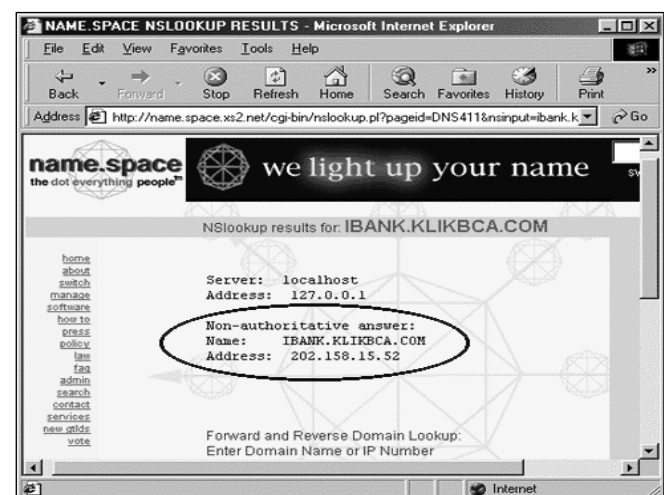 NAME.SPACE NSLOOKUP RESULTS - Microsoft Internet Explorer
File Edit View Favorites Tools Help
Back Forward Stop Refresh Home Search Favorites History Print »
Address http://name.space.xs2.net/cgi-bin/nslookup.pl?pageid=DNS411&nsinput=ibank.k Go
name.space
the dot everything people™
we light up your name
sw
NSlookup results for: IBANK.KLIKBCA.COM
home
about
switch
manage
software
how to
press
policy
law
faq
admin
search
contact
services
new gtlds
vote
Server: localhost
Address: 127.0.0.1
Non-authoritative answer:
Name: IBANK.KLIKBCA.COM
Address: 202.158.15.52
Forward and Reverse Domain Lookup:
Enter Domain Name or IP Number
Internet